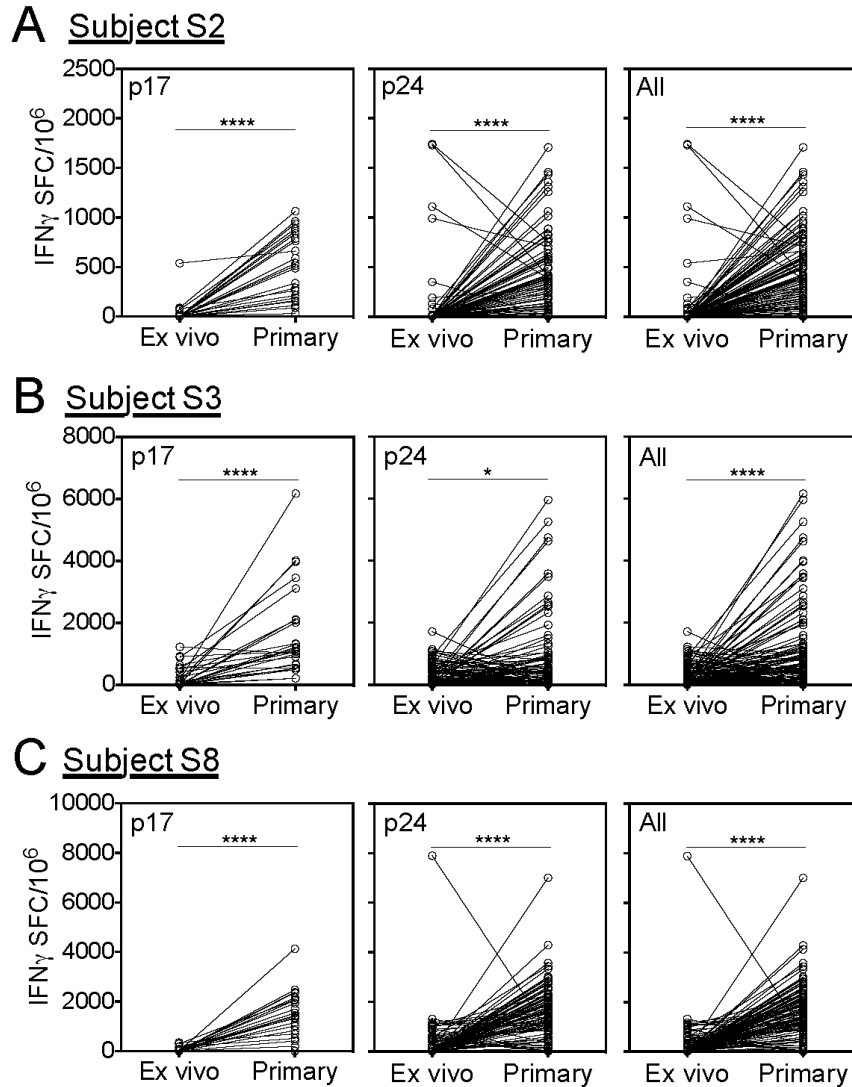 A Subject S2
p17 p24 All
**** **** ****
2500
2000
1500
1000
500
0
IFNγ SFC/10⁶
Ex vivo Primary Ex vivo Primary Ex vivo Primary
B Subject S3
p17 p24 All
**** * ****
8000
6000
4000
2000
0
IFNγ SFC/10⁶
Ex vivo Primary Ex vivo Primary Ex vivo Primary
C Subject S8
p17 p24 All
**** **** ****
10000
8000
6000
4000
2000
0
IFNγ SFC/10⁶
Ex vivo Primary Ex vivo Primary Ex vivo Primary